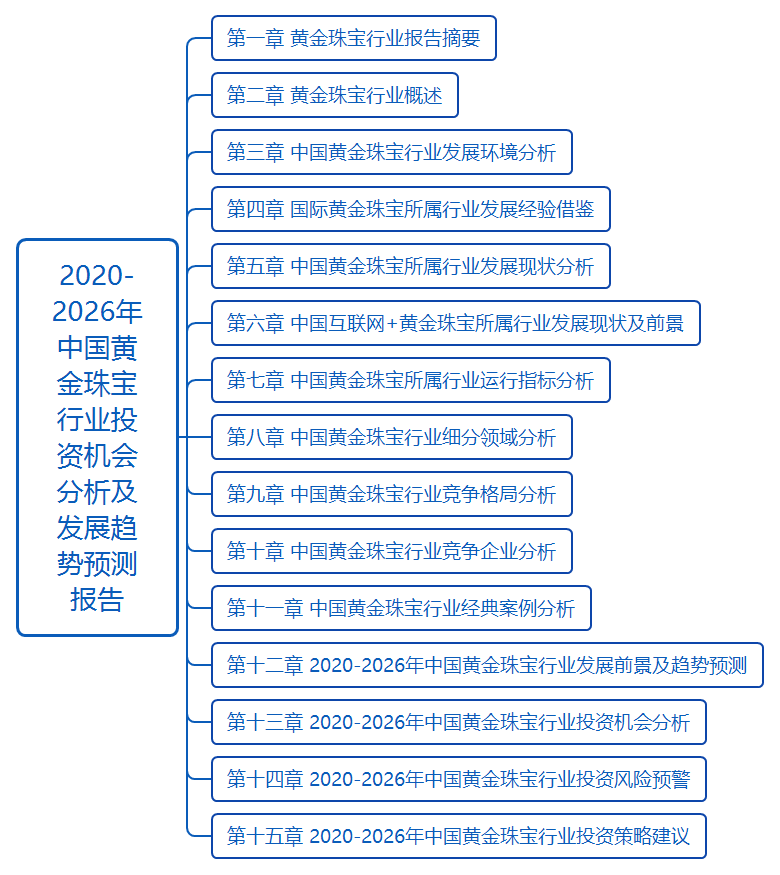 2020-
2026年
中国黄
金珠宝
行业投
资机会
分析及
发展趋
势预测
报告
第一章 黄金珠宝行业报告摘要
第二章 黄金珠宝行业概述
第三章 中国黄金珠宝行业发展环境分析
第四章 国际黄金珠宝所属行业发展经验借鉴
第五章 中国黄金珠宝所属行业发展现状分析
第六章 中国互联网+黄金珠宝所属行业发展现状及前景
第七章 中国黄金珠宝所属行业运行指标分析
第八章 中国黄金珠宝行业细分领域分析
第九章 中国黄金珠宝行业竞争格局分析
第十章 中国黄金珠宝行业竞争企业分析
第十一章 中国黄金珠宝行业经典案例分析
第十二章 2020-2026年中国黄金珠宝行业发展前景及趋势预测
第十三章 2020-2026年中国黄金珠宝行业投资机会分析
第十四章 2020-2026年中国黄金珠宝行业投资风险预警
第十五章 2020-2026年中国黄金珠宝行业投资策略建议